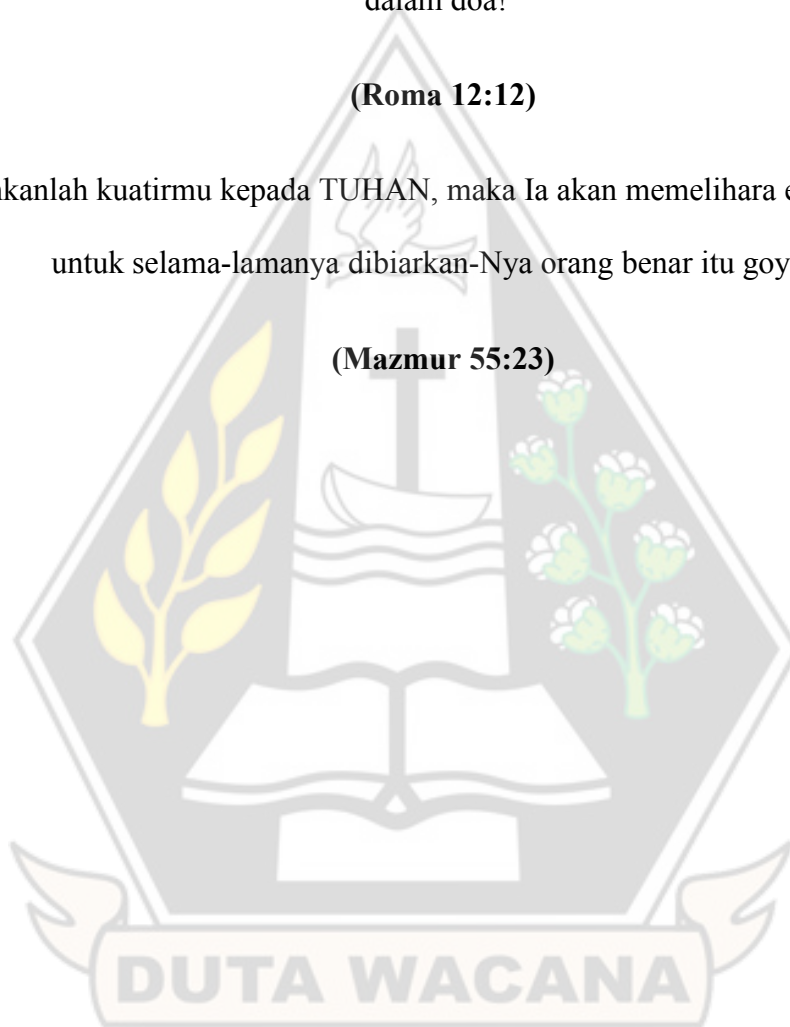 dalam doa!
(Roma 12:12)
kanlah kuatirmu kepada TUHAN, maka Ia akan memelihara e
untuk selama-lamanya dibiarkan-Nya orang benar itu goy
(Mazmur 55:23)
DUTA WACANA